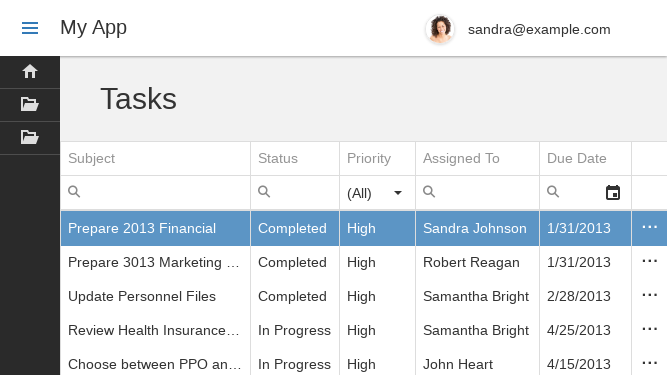 My App sandra@example.com
Tasks
Subject Status Priority Assigned To Due Date
(All)
Prepare 2013 Financial Completed High Sandra Johnson 1/31/2013 ...
Prepare 3013 Marketing ... Completed High Robert Reagan 1/31/2013 ...
Update Personnel Files Completed High Samantha Bright 2/28/2013 ...
Review Health Insurance... In Progress High Samantha Bright 4/25/2013 ...
Choose between PPO an... In Progress High John Heart 4/15/2013 ...